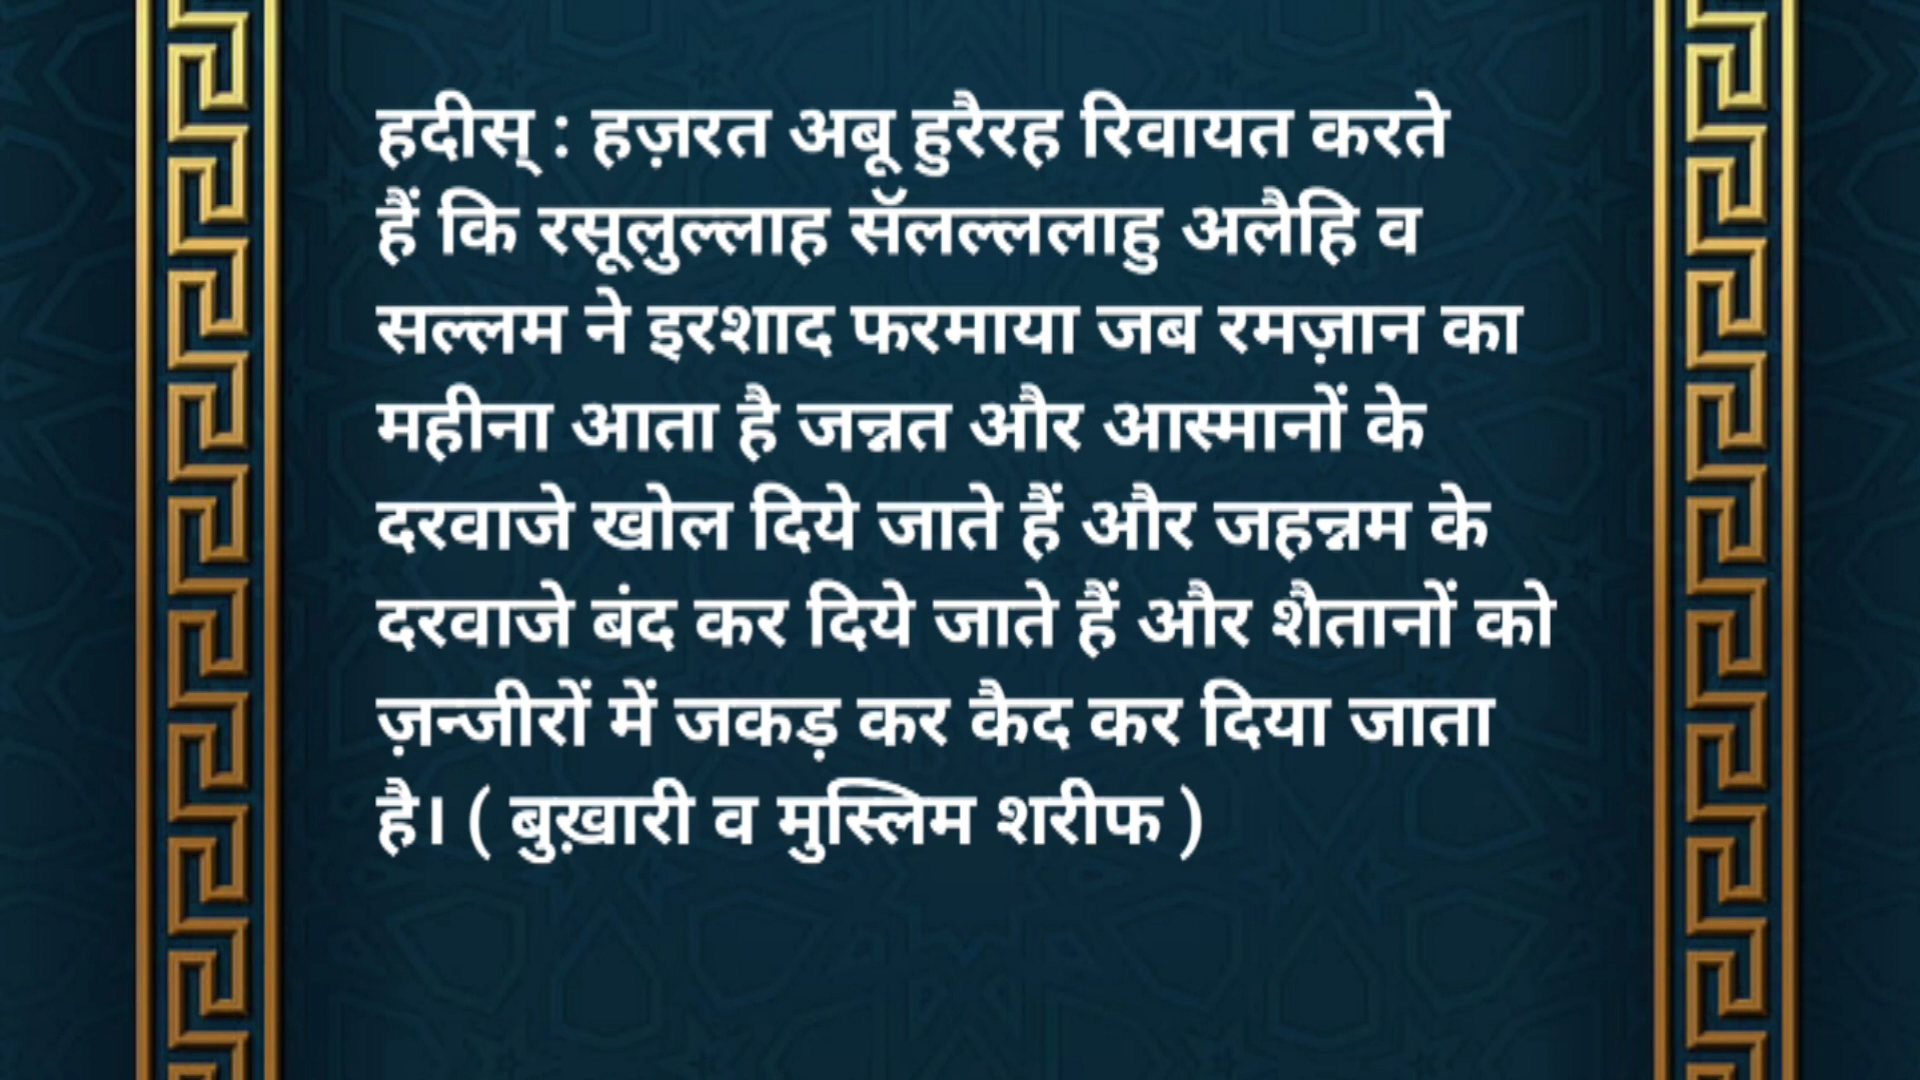 हदीस् : हज़रत अबू हुरैरह रिवायत करते
हैं कि रसूलुल्लाह सॅलल्ललाहु अलैहि व
सल्लम ने इरशाद फरमाया जब रमज़ान का
महीना आता है जन्नत और आस्मानों के
दरवाजे खोल दिये जाते हैं और जहन्नम के
दरवाजे बंद कर दिये जाते हैं और शैतानों को
ज़न्जीरों में जकड़ कर कैद कर दिया जाता
है। ( बुख़ारी व मुस्लिम शरीफ )